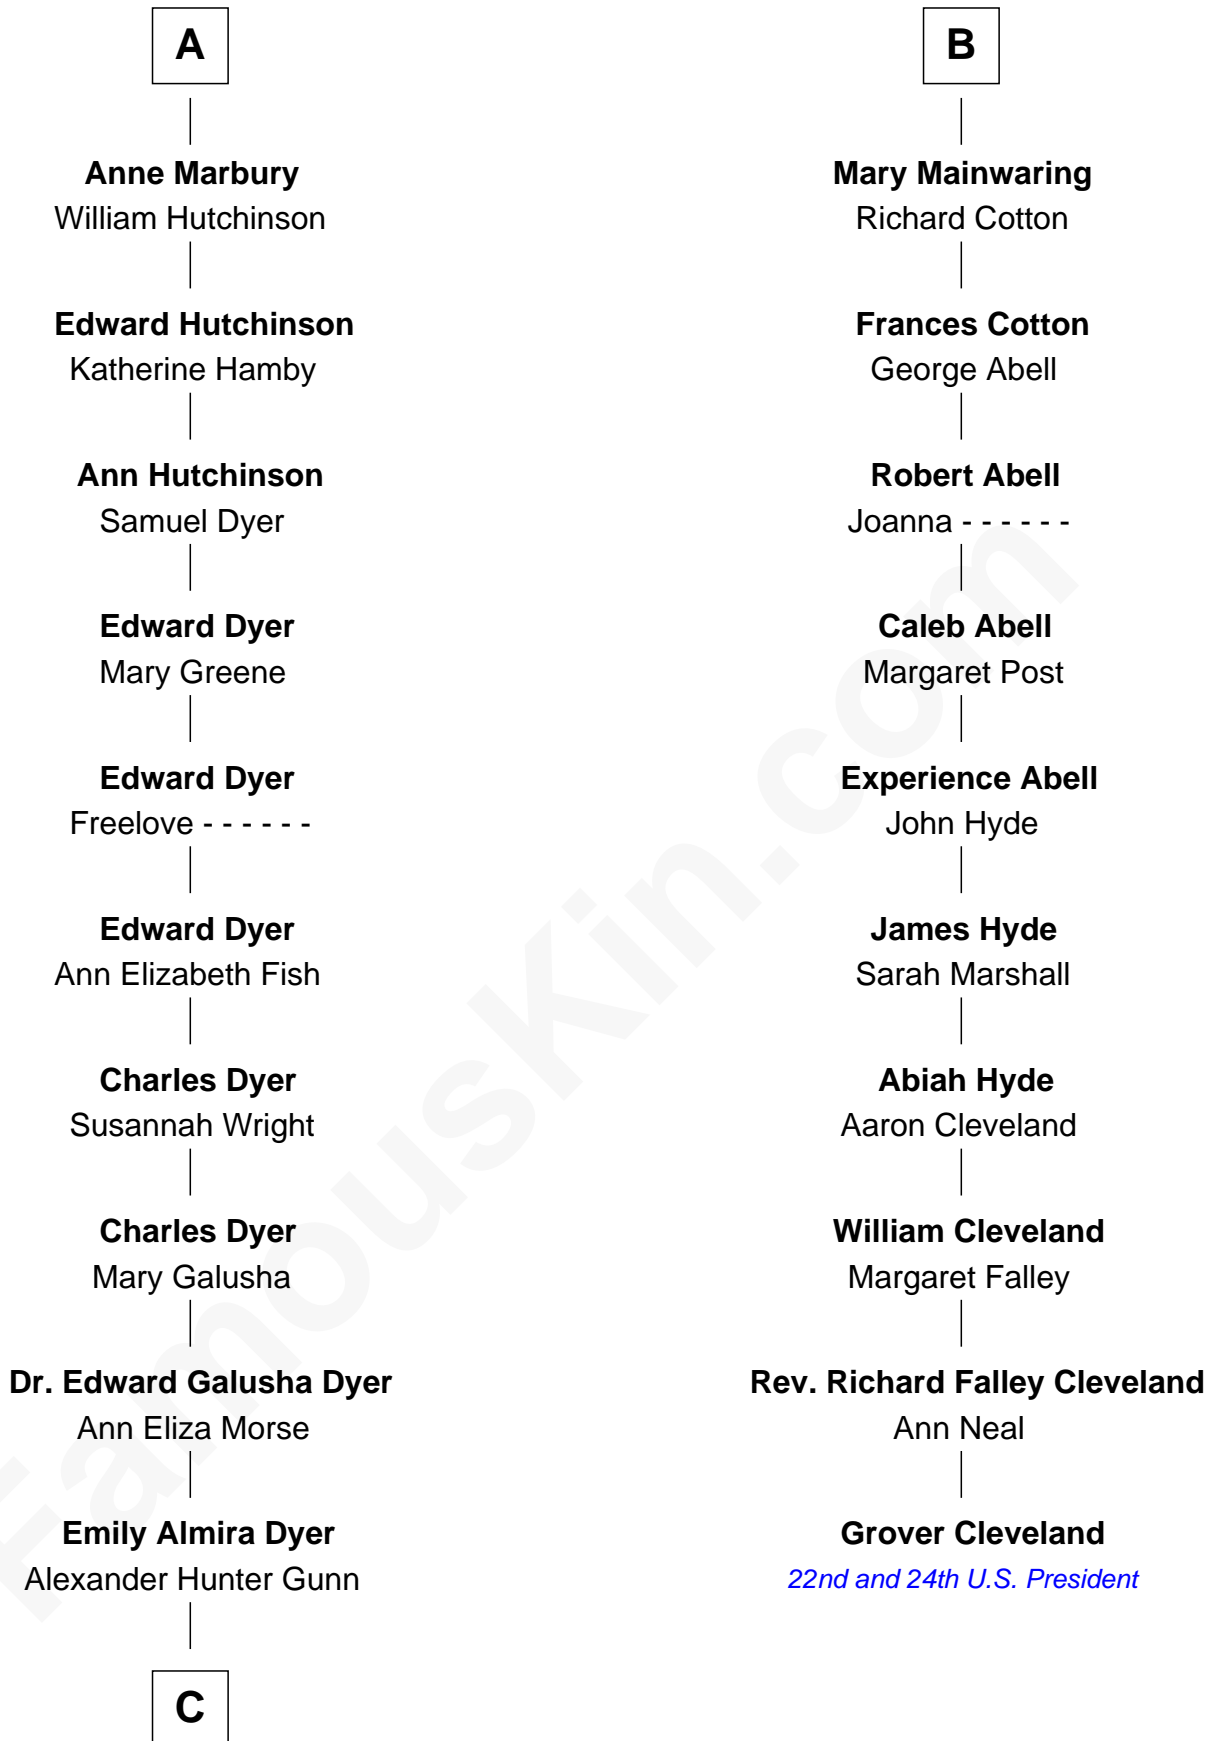 A
Anne Marbury
William Hutchinson
Edward Hutchinson
Katherine Hamby
Ann Hutchinson
Samuel Dyer
Edward Dyer
Mary Greene
Edward Dyer
Freelove - - - - - -
Edward Dyer
Ann Elizabeth Fish
Charles Dyer
Susannah Wright
Charles Dyer
Mary Galusha
Dr. Edward Galusha Dyer
Ann Eliza Morse
Emily Almira Dyer
Alexander Hunter Gunn
C
B
Mary Mainwaring
Richard Cotton
Frances Cotton
George Abell
Robert Abell
Joanna - - - - - -
Caleb Abell
Margaret Post
Experience Abell
John Hyde
James Hyde
Sarah Marshall
Abiah Hyde
Aaron Cleveland
William Cleveland
Margaret Falley
Rev. Richard Falley Cleveland
Ann Neal
Grover Cleveland
22nd and 24th U.S. President
FamousKin.com